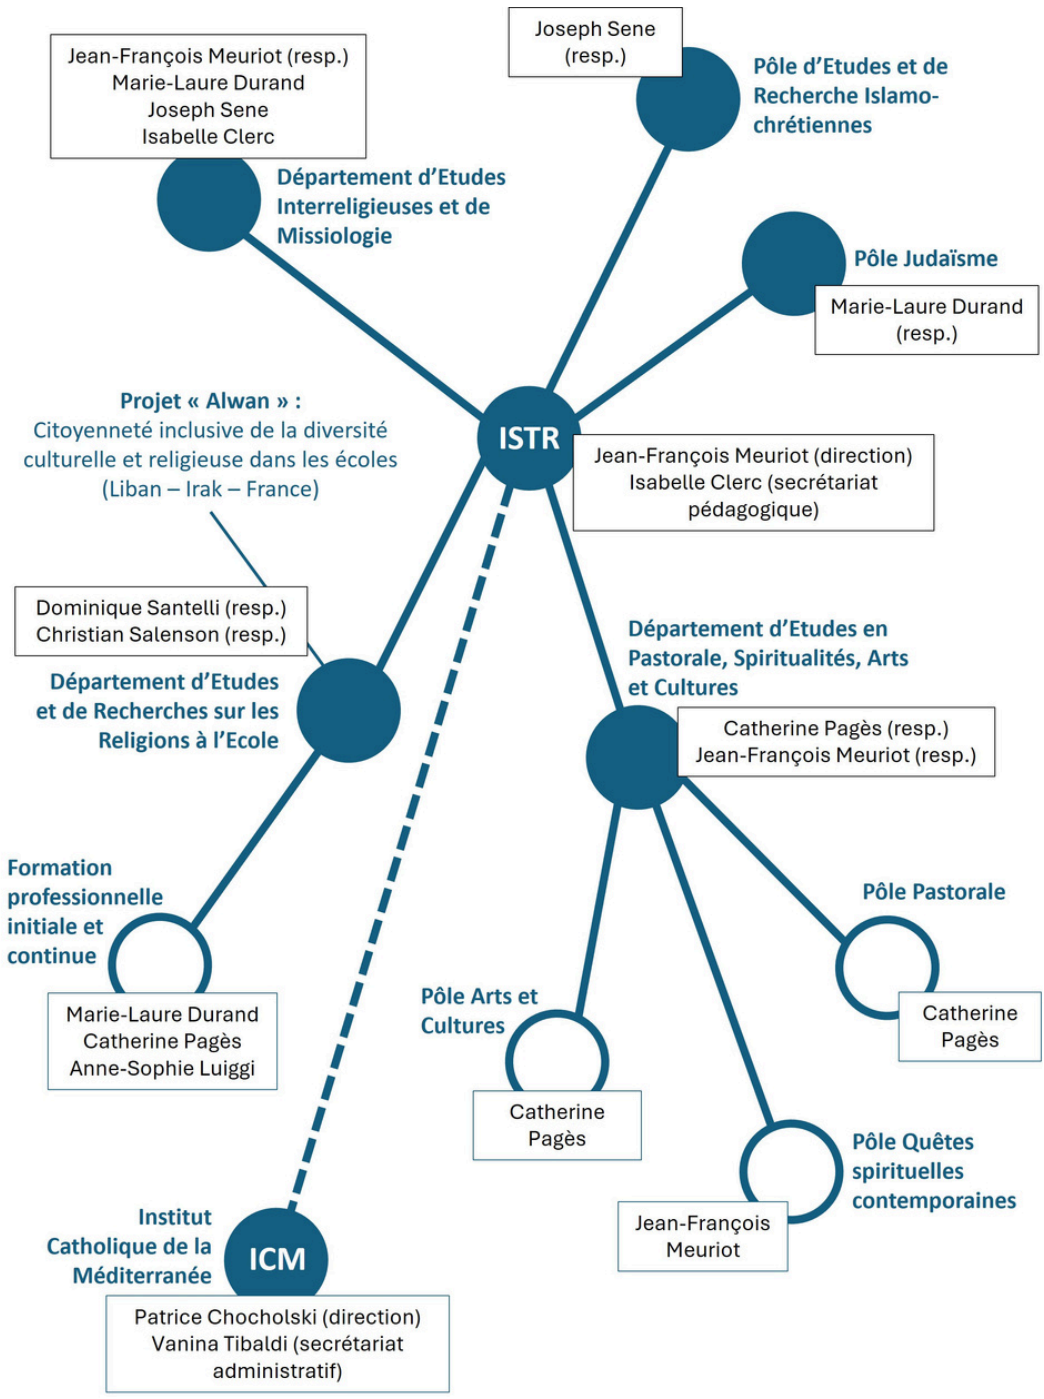 Jean-François Meuriot (resp.)
Marie-Laure Durand
Joseph Sene
Isabelle Clerc
Département d’Etudes
Interreligieuses et de
Missiologie
Joseph Sene
(resp.)
Pôle d’Etudes et de
Recherche Islamo-
chrétiennes
Pôle Judaïsme
Marie-Laure Durand
(resp.)
ISTR
Jean-François Meuriot (direction)
Isabelle Clerc (secrétariat
pédagogique)
Projet « Alwan » :
Citoyenneté inclusive de la diversité
culturelle et religieuse dans les écoles
(Liban – Irak – France)
Dominique Santelli (resp.)
Christian Salenson (resp.)
Département d’Etudes
et de Recherches sur les
Religions à l’Ecole
Département d’Etudes en
Pastorale, Spiritualités, Arts
et Cultures
Catherine Pagès (resp.)
Jean-François Meuriot (resp.)
Formation
professionnelle
initiale et
continue
Marie-Laure Durand
Catherine Pagès
Anne-Sophie Luiggi
Pôle Pastorale
Catherine
Pagès
Pôle Arts et
Cultures
Catherine
Pagès
Pôle Quêtes
spirituelles
contemporaines
Jean-François
Meuriot
Institut
Catholique de la
Méditerranée
ICM
Patrice Chocholski (direction)
Vanina Tibaldi (secrétariat
administratif)